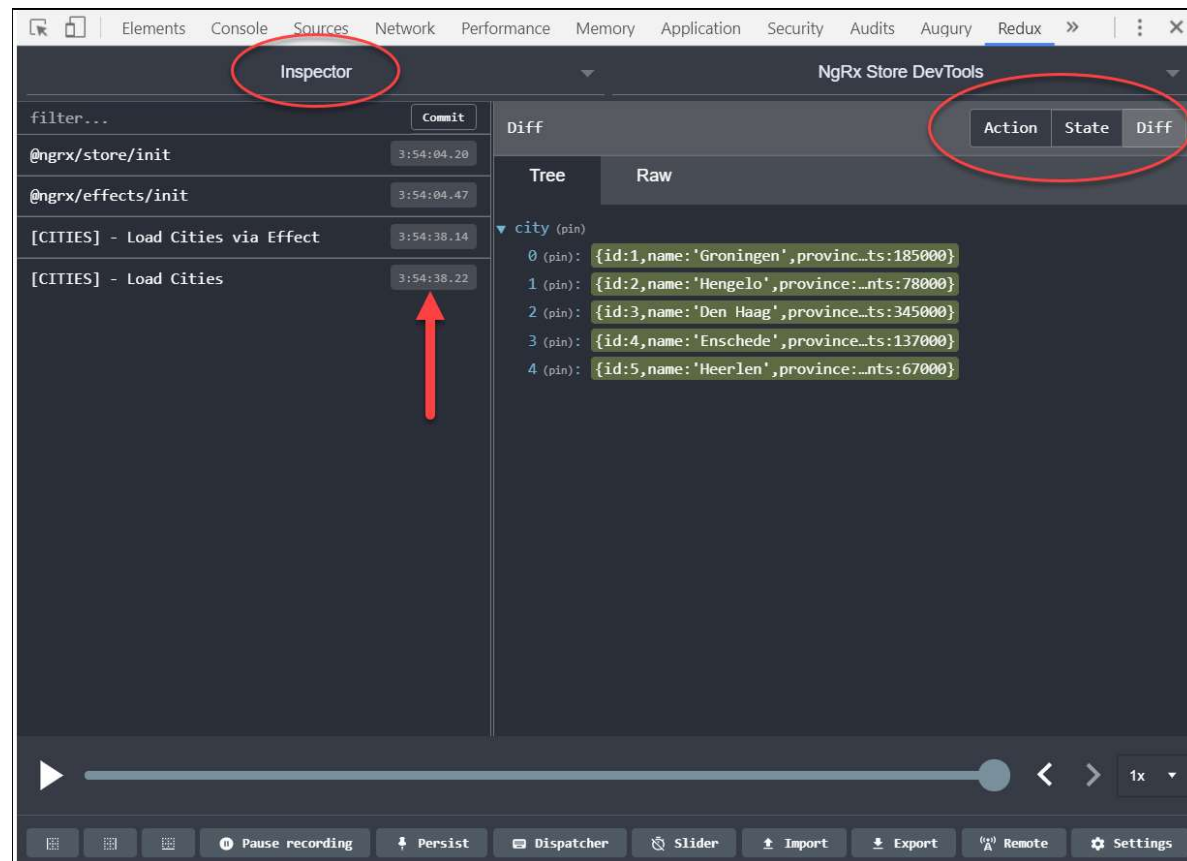 Elements Console Sources Network Performance Memory Application Security Audits Augury Redux »
Inspector NgRx Store DevTools
filter... Commit
@ngrx/store/init 3:54:04.20
@ngrx/effects/init 3:54:04.47
[CITIES] - Load Cities via Effect 3:54:38.14
[CITIES] - Load Cities 3:54:38.22
Diff Action State Diff
Tree Raw
city (pin)
0 (pin): {id:1,name:'Groningen',provinc…ts:185000}
1 (pin): {id:2,name:'Hengelo',province:…nts:78000}
2 (pin): {id:3,name:'Den Haag',province…ts:345000}
3 (pin): {id:4,name:'Enschede',province…ts:137000}
4 (pin): {id:5,name:'Heerlen',province:…nts:67000}
1x
Pause recording Persist Dispatcher Slider Import Export Remote Settings